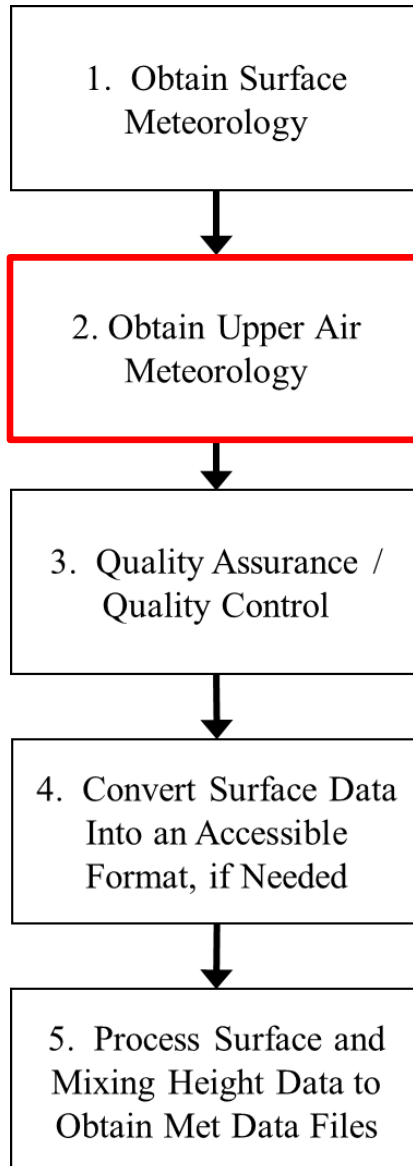 1. Obtain Surface
Meteorology
2. Obtain Upper Air
Meteorology
3. Quality Assurance /
Quality Control
4. Convert Surface Data
Into an Accessible
Format, if Needed
5. Process Surface and
Mixing Height Data to
Obtain Met Data Files